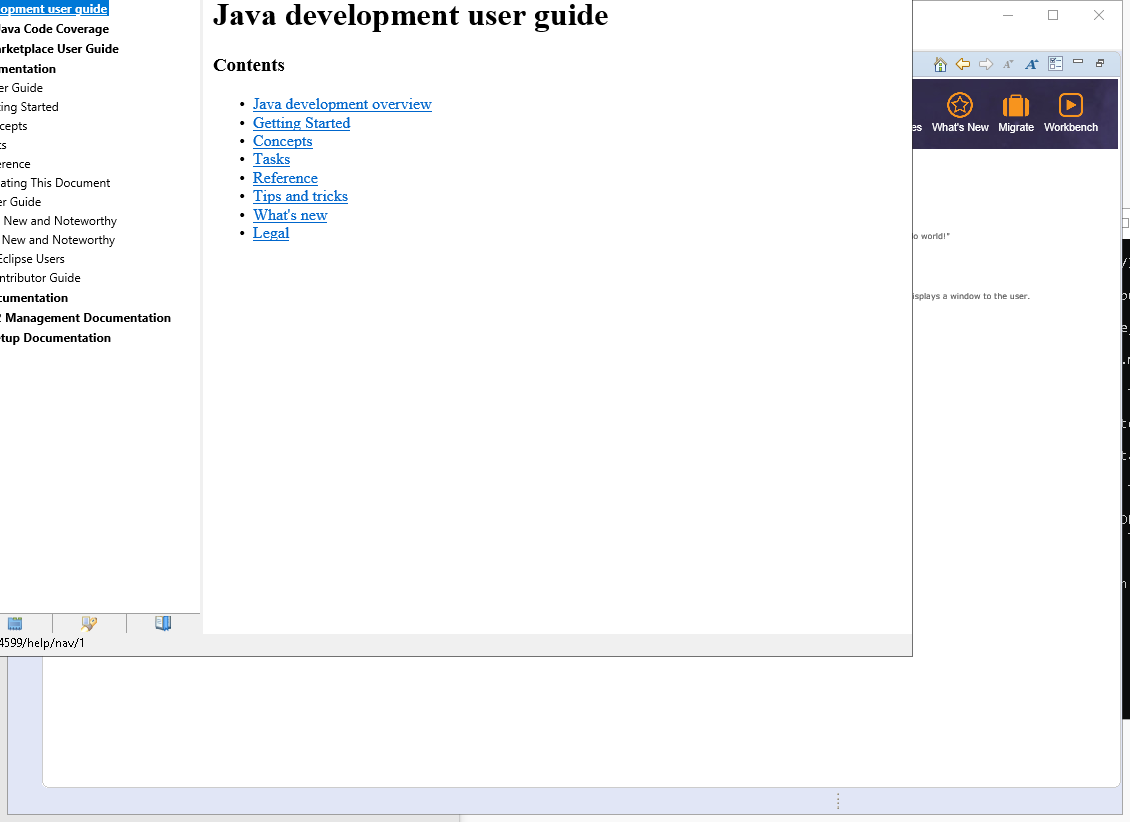 opment user guide
Java Code Coverage
arketplace User Guide
mentation
er Guide
ing Started
cepts
ts
erence
ating This Document
er Guide
New and Noteworthy
New and Noteworthy
Eclipse Users
ntributor Guide
cumentation
2 Management Documentation
tup Documentation
4599/help/nav/1
Java development user guide
Contents
• Java development overview
• Getting Started
• Concepts
• Tasks
• Reference
• Tips and tricks
• What's new
• Legal
es What's New Migrate Workbench
o world!"
isplays a window to the user.